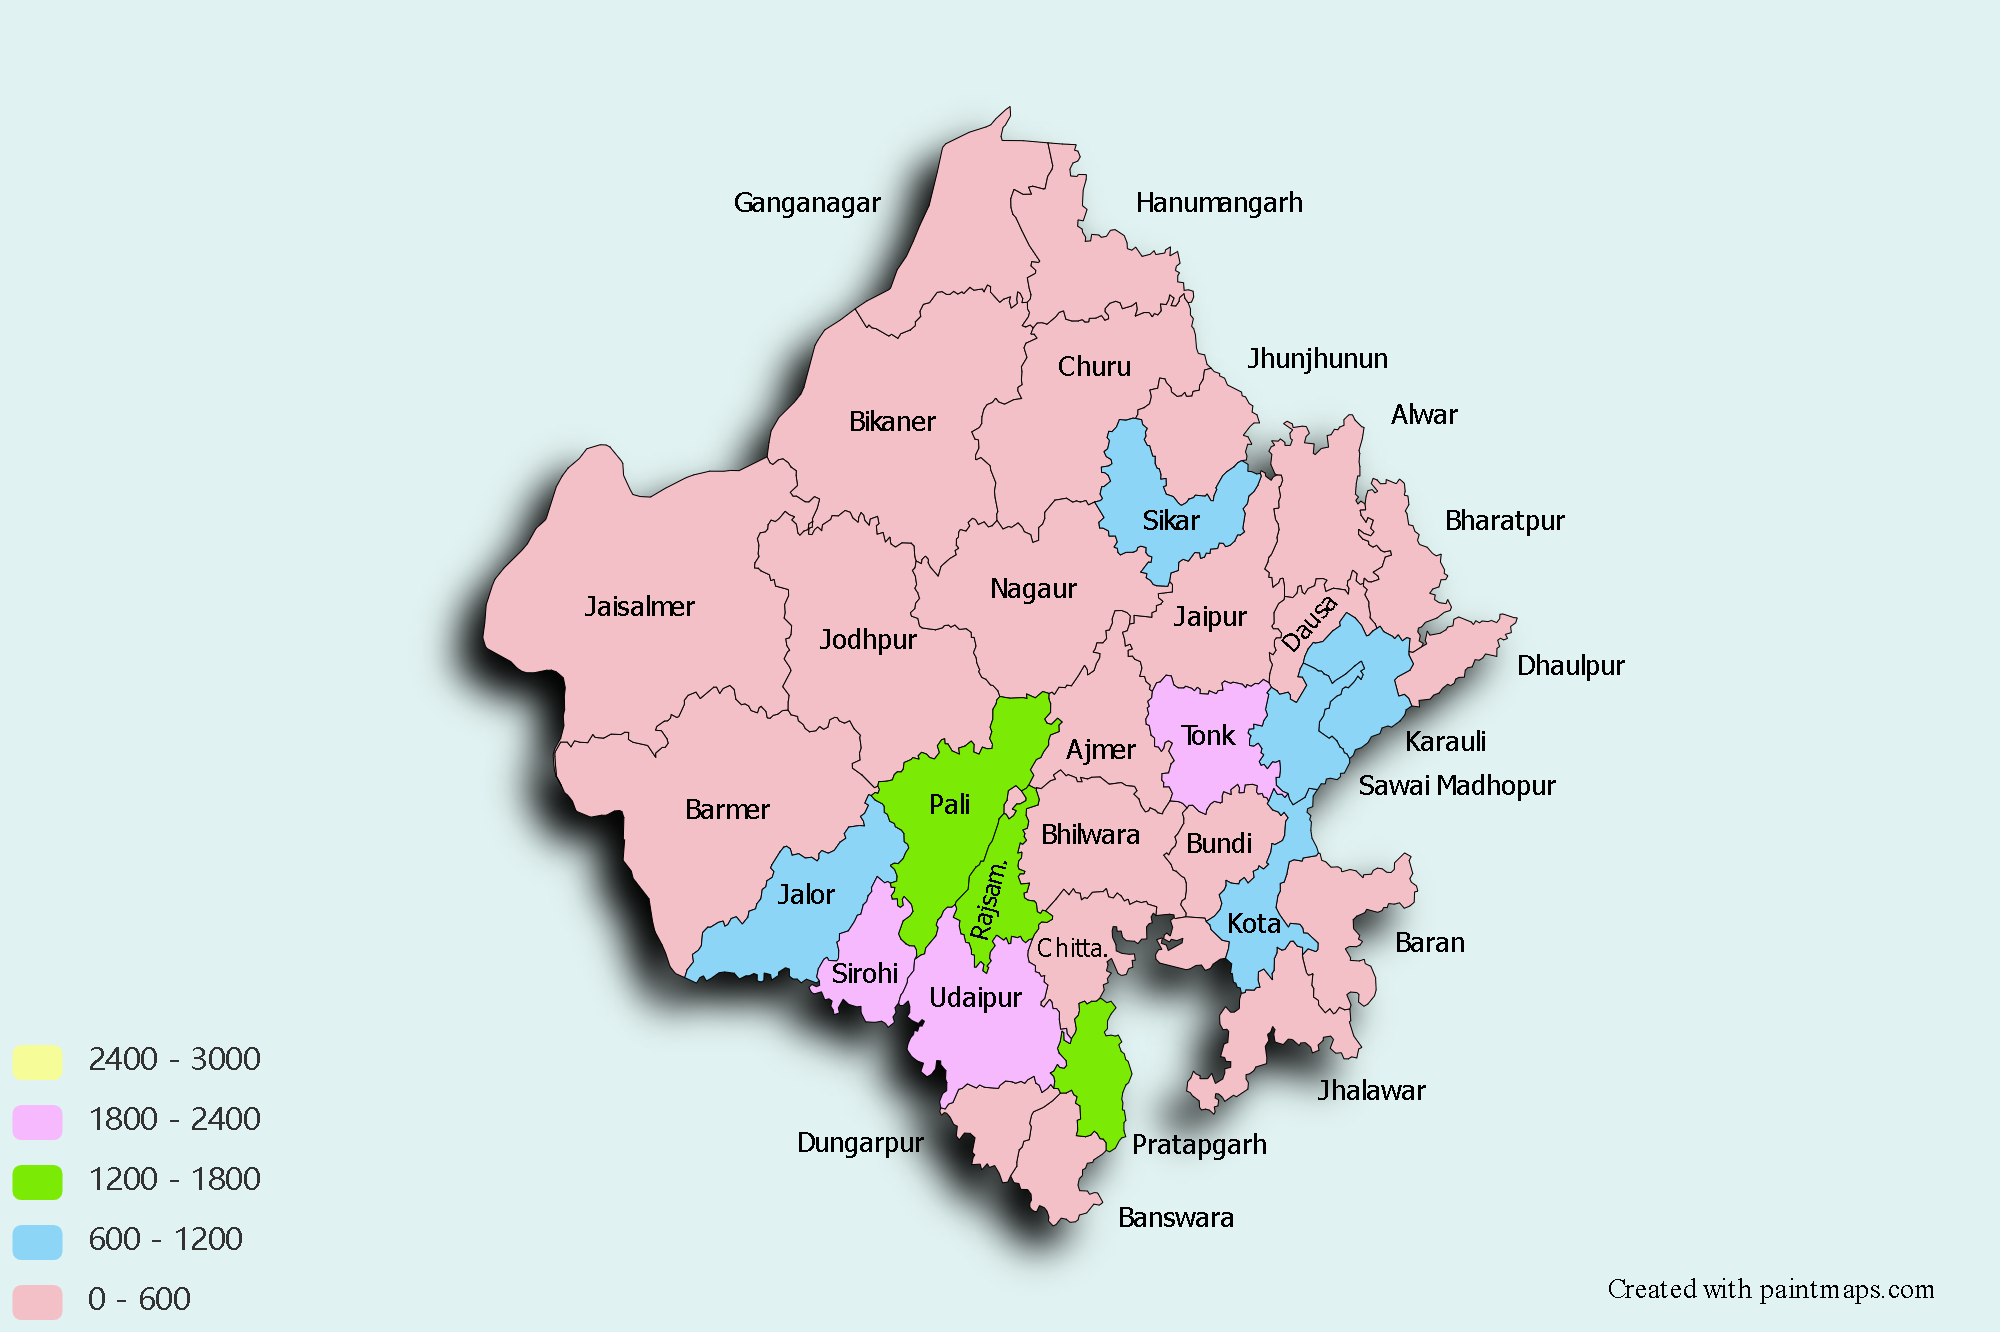 Ganganagar
Hanumangarh
Churu
Jhunjhunun
Bikaner
Alwar
Sikar
Bharatpur
Jaisalmer
Nagaur
Jaipur
Dausa
Jodhpur
Dhaulpur
Tonk
Karauli
Ajmer
Sawai Madhopur
Barmer
Pali
Bhilwara
Bundi
Jalor
Rajsam.
Kota
Chitta.
Baran
Sirohi
Udaipur
Jhalawar
Dungarpur
Pratapgarh
Banswara
2400 - 3000
1800 - 2400
1200 - 1800
600 - 1200
0 - 600
Created with paintmaps.com